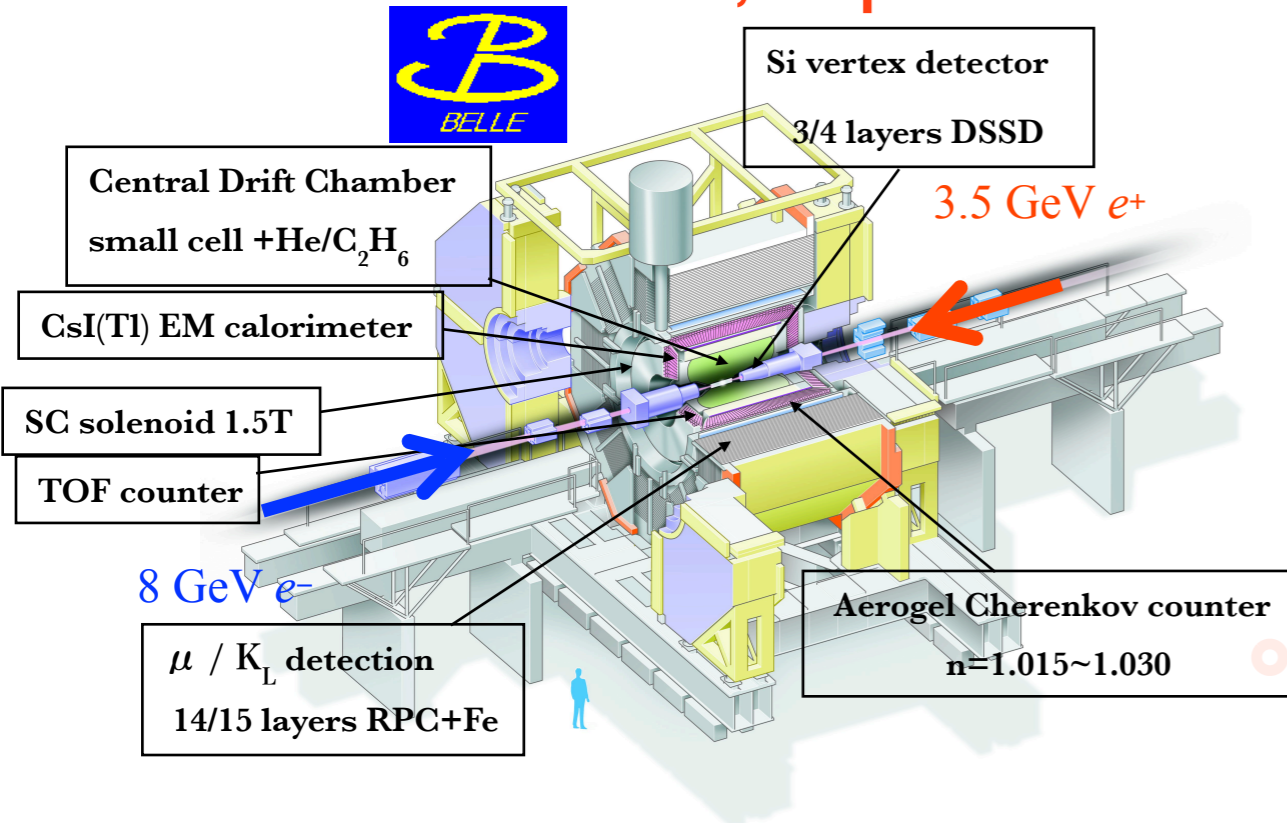 BELLE
Si vertex detector
3/4 layers DSSD
Central Drift Chamber
small cell +He/C₂H₆
3.5 GeV e⁺
CsI(Tl) EM calorimeter
SC solenoid 1.5T
TOF counter
8 GeV e⁻
Aerogel Cherenkov counter
n=1.015~1.030
μ / K_L detection
14/15 layers RPC+Fe